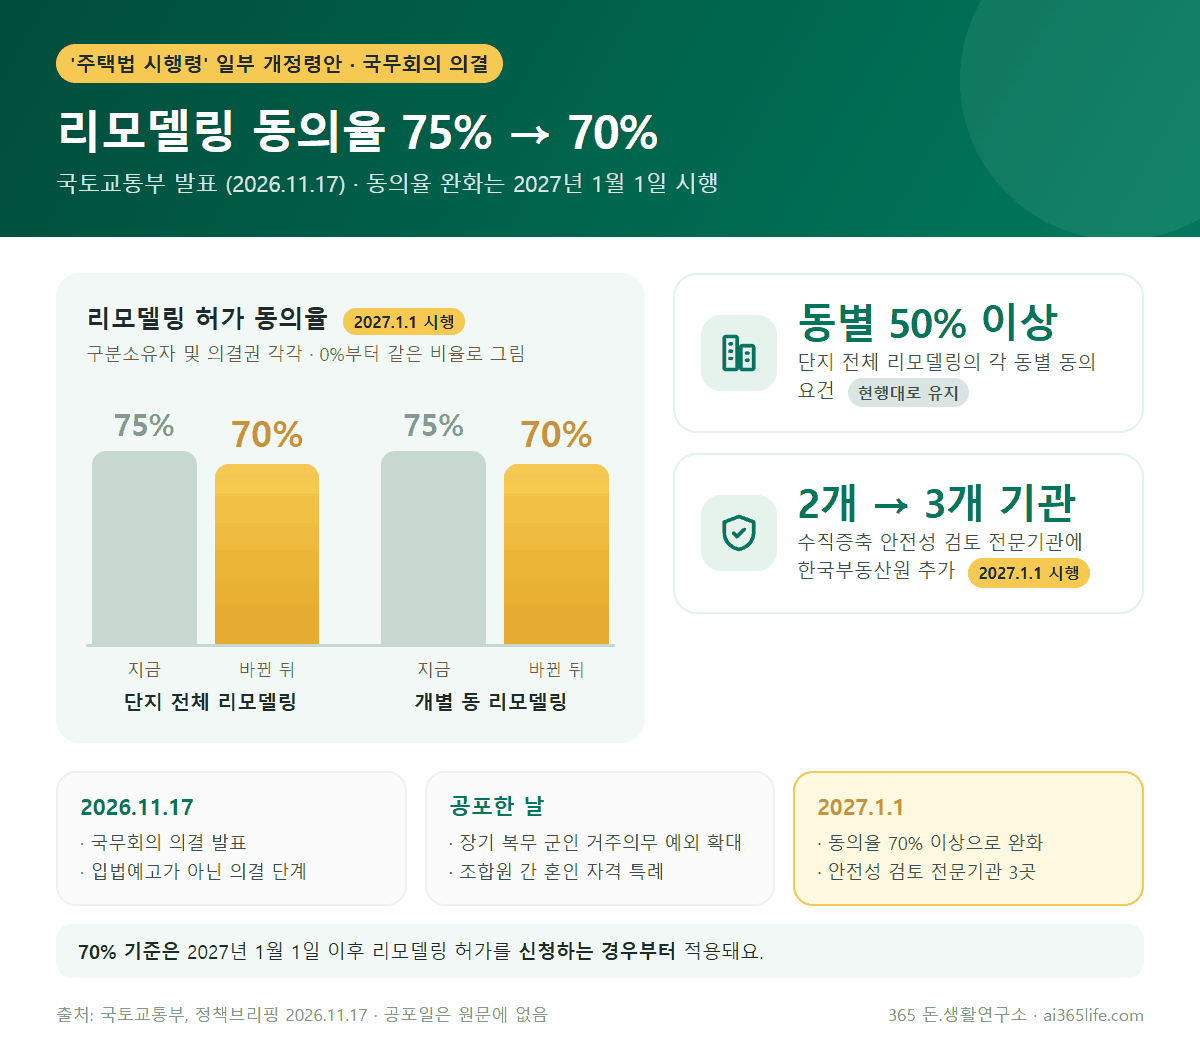 '주택법 시행령' 일부 개정령안 · 국무회의 의결
리모델링 동의율 75% → 70%
국토교통부 발표 (2026.11.17) · 동의율 완화는 2027년 1월 1일 시행
리모델링 허가 동의율 2027.1.1 시행
구분소유자 및 의결권 각각 · 0%부터 같은 비율로 그림
75%
70%
75%
70%
지금
바뀐 뒤
지금
바뀐 뒤
단지 전체 리모델링
개별 동 리모델링
동별 50% 이상
단지 전체 리모델링의 각 동별 동의
요건 현행대로 유지
2개 → 3개 기관
수직증축 안전성 검토 전문기관에
한국부동산원 추가 2027.1.1 시행
2026.11.17
· 국무회의 의결 발표
· 입법예고가 아닌 의결 단계
공포한 날
· 장기 복무 군인 거주의무 예외 확대
· 조합원 간 혼인 자격 특례
2027.1.1
· 동의율 70% 이상으로 완화
· 안전성 검토 전문기관 3곳
70% 기준은 2027년 1월 1일 이후 리모델링 허가를 신청하는 경우부터 적용돼요.
출처: 국토교통부, 정책브리핑 2026.11.17 · 공포일은 원문에 없음
365 돈.생활연구소 · ai365life.com